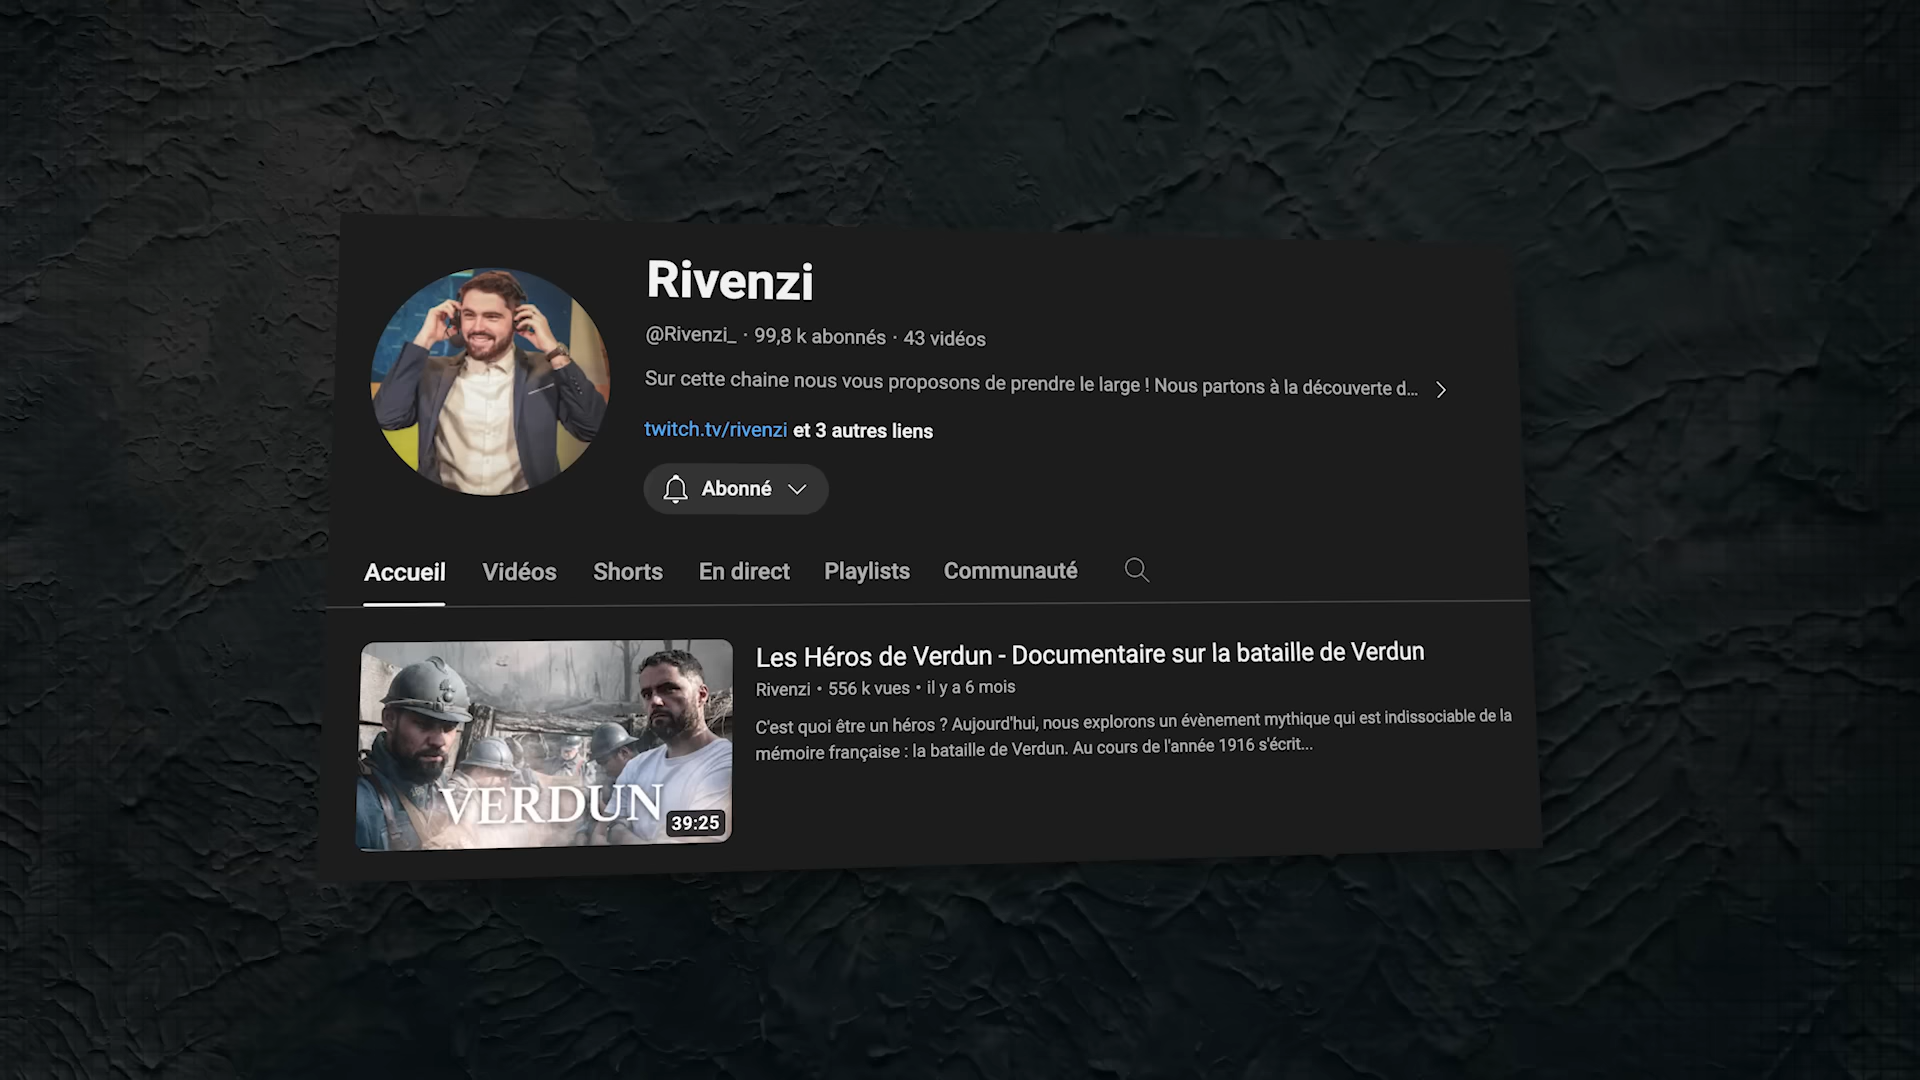 Rivenzi
@Rivenzi_ · 99,8 k abonnés · 43 vidéos
Sur cette chaine nous vous proposons de prendre le large ! Nous partons à la découverte d...
twitch.tv/rivenzi et 3 autres liens
Abonné
Accueil Vidéos Shorts En direct Playlists Communauté
VERDUN
39:25
Les Héros de Verdun - Documentaire sur la bataille de Verdun
Rivenzi • 556 k vues • il y a 6 mois
C'est quoi être un héros ? Aujourd'hui, nous explorons un évènement mythique qui est indissociable de la
mémoire française : la bataille de Verdun. Au cours de l'année 1916 s'écrit...